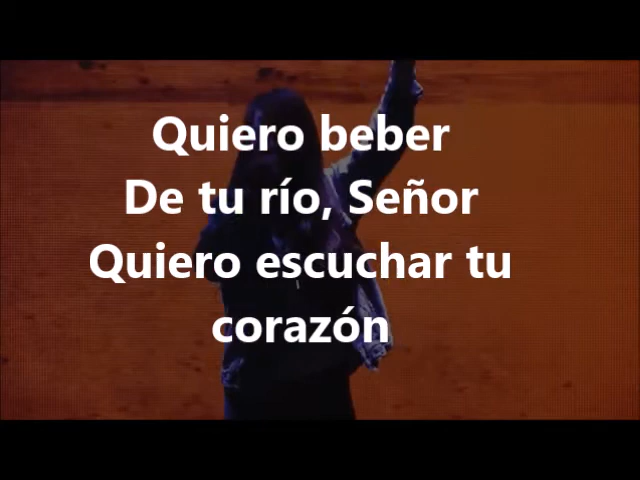 Quiero beber
De tu río, Señor
Quiero escuchar tu
corazón